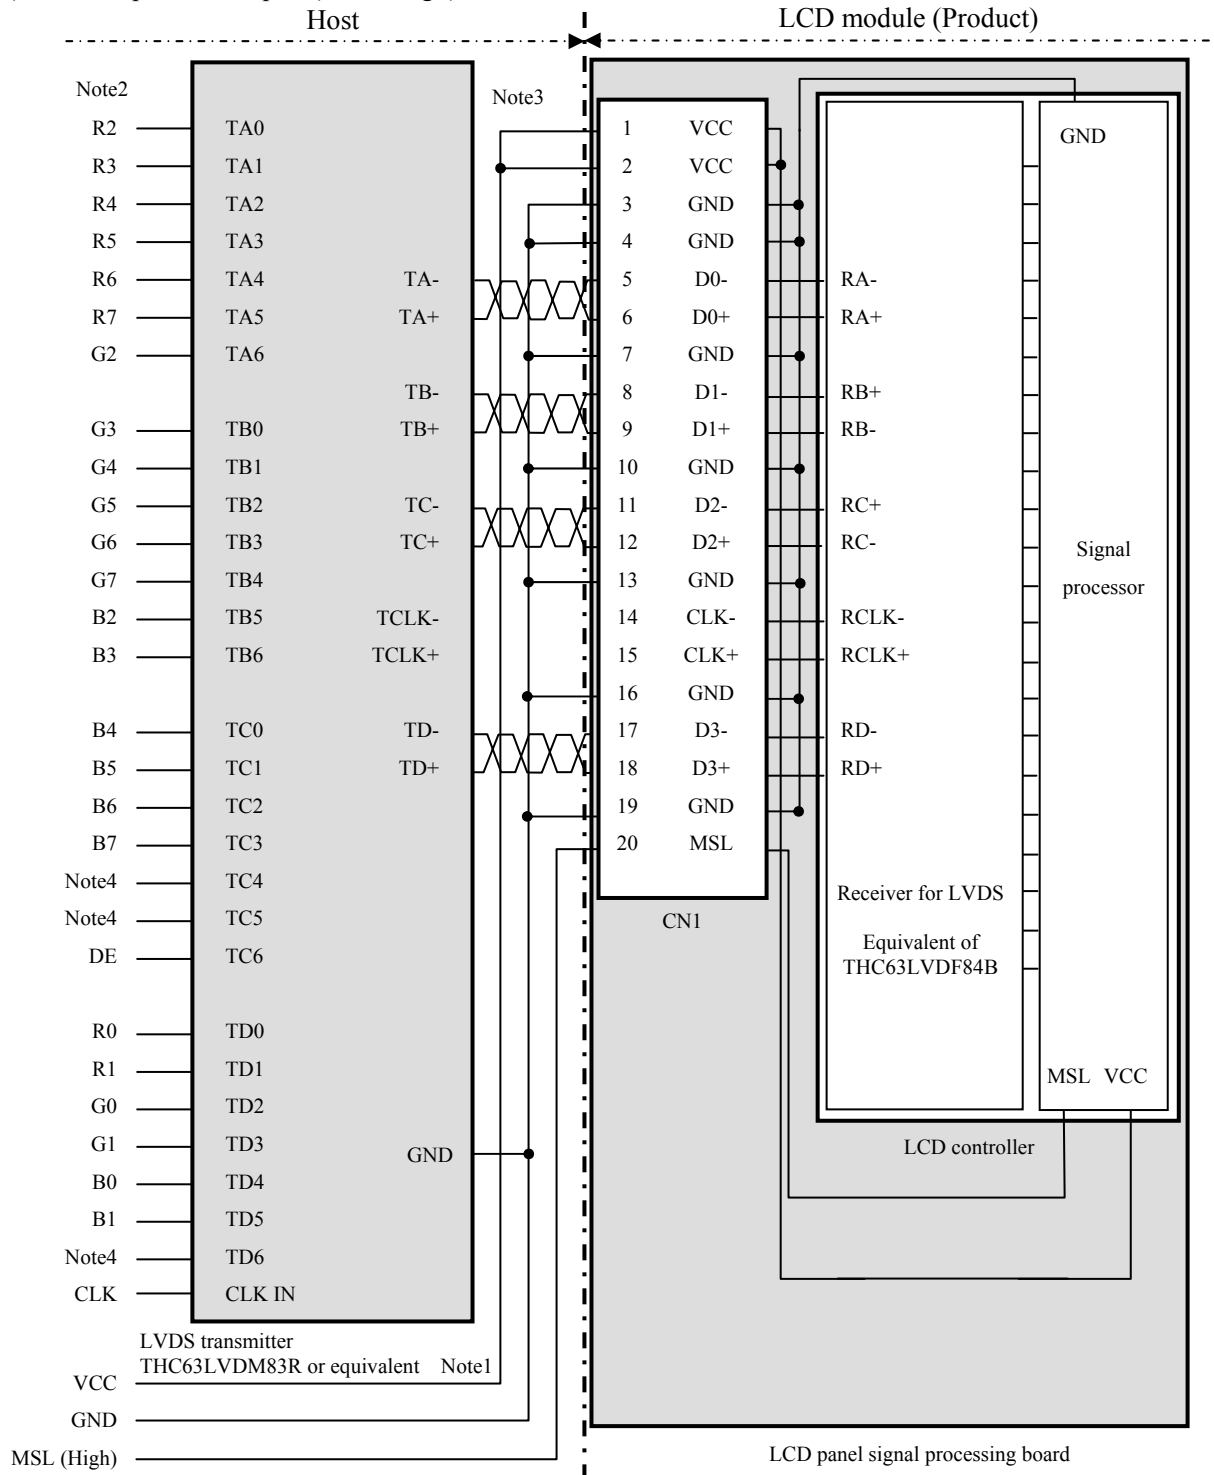 Host
LCD module (Product)
Note2
Note3
R2 TA0
R3 TA1
R4 TA2
R5 TA3
R6 TA4 TA-
R7 TA5 TA+
G2 TA6
TB-
G3 TB0 TB+
G4 TB1
G5 TB2 TC-
G6 TB3 TC+
G7 TB4
B2 TB5 TCLK-
B3 TB6 TCLK+
B4 TC0 TD-
B5 TC1 TD+
B6 TC2
B7 TC3
Note4 TC4
Note4 TC5
DE TC6
R0 TD0
R1 TD1
G0 TD2
G1 TD3
GND
B0 TD4
B1 TD5
Note4 TD6
CLK CLK IN
LVDS transmitter
THC63LVDM83R or equivalent Note1
VCC
GND
MSL (High)
1 VCC
2 VCC
3 GND
4 GND
5 D0- RA-
6 D0+ RA+
7 GND
8 D1- RB+
9 D1+ RB-
10 GND
11 D2- RC+
12 D2+ RC-
13 GND
14 CLK- RCLK-
15 CLK+ RCLK+
16 GND
17 D3- RD-
18 D3+ RD+
19 GND
20 MSL
CN1
Receiver for LVDS
Equivalent of
THC63LVDF84B
GND
Signal
processor
MSL VCC
LCD controller
LCD panel signal processing board